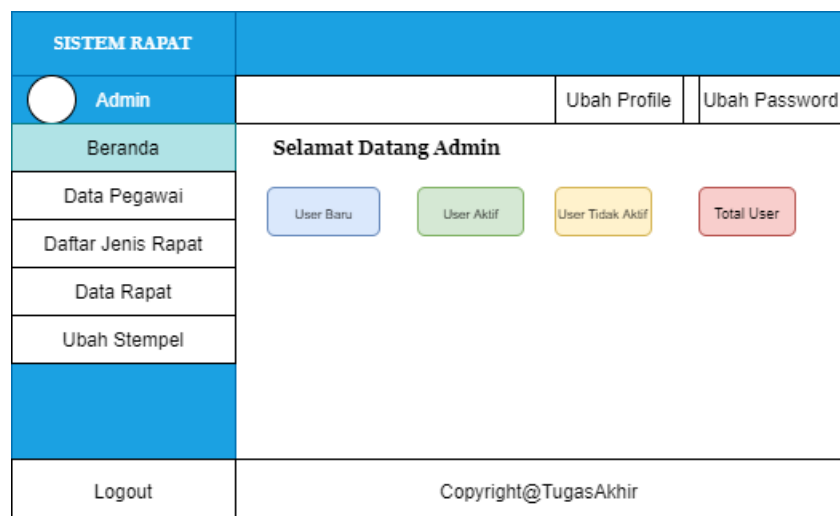 SISTEM RAPAT
Admin
Ubah Profile
Ubah Password
Beranda
Selamat Datang Admin
Data Pegawai
User Baru
User Aktif
User Tidak Aktif
Total User
Daftar Jenis Rapat
Data Rapat
Ubah Stempel
Logout
Copyright@TugasAkhir